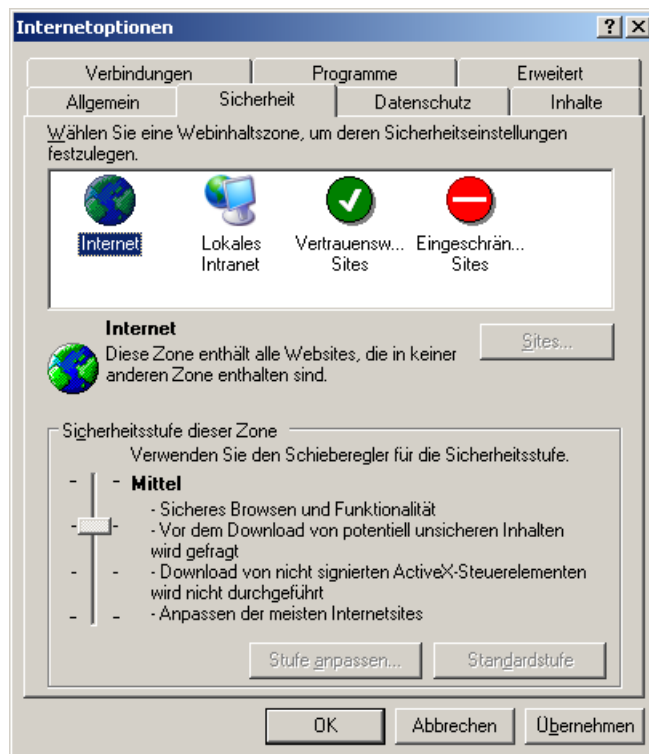 Internetoptionen
Verbindungen Programme Erweitert
Allgemein Sicherheit Datenschutz Inhalte
Wählen Sie eine Webinhaltszone, um deren Sicherheitseinstellungen
festzulegen.
Internet Lokales Vertrauensw... Eingeschrän...
Intranet Sites Sites
Internet
Diese Zone enthält alle Websites, die in keiner
anderen Zone enthalten sind.
Sites...
Sicherheitsstufe dieser Zone
Verwenden Sie den Schieberegler für die Sicherheitsstufe.
Mittel
- Sicheres Browsen und Funktionalität
- Vor dem Download von potentiell unsicheren Inhalten
wird gefragt
- Download von nicht signierten ActiveX-Steuerelementen
wird nicht durchgeführt
- Anpassen der meisten Internetsites
Stufe anpassen... Standardstufe
OK Abbrechen Übernehmen